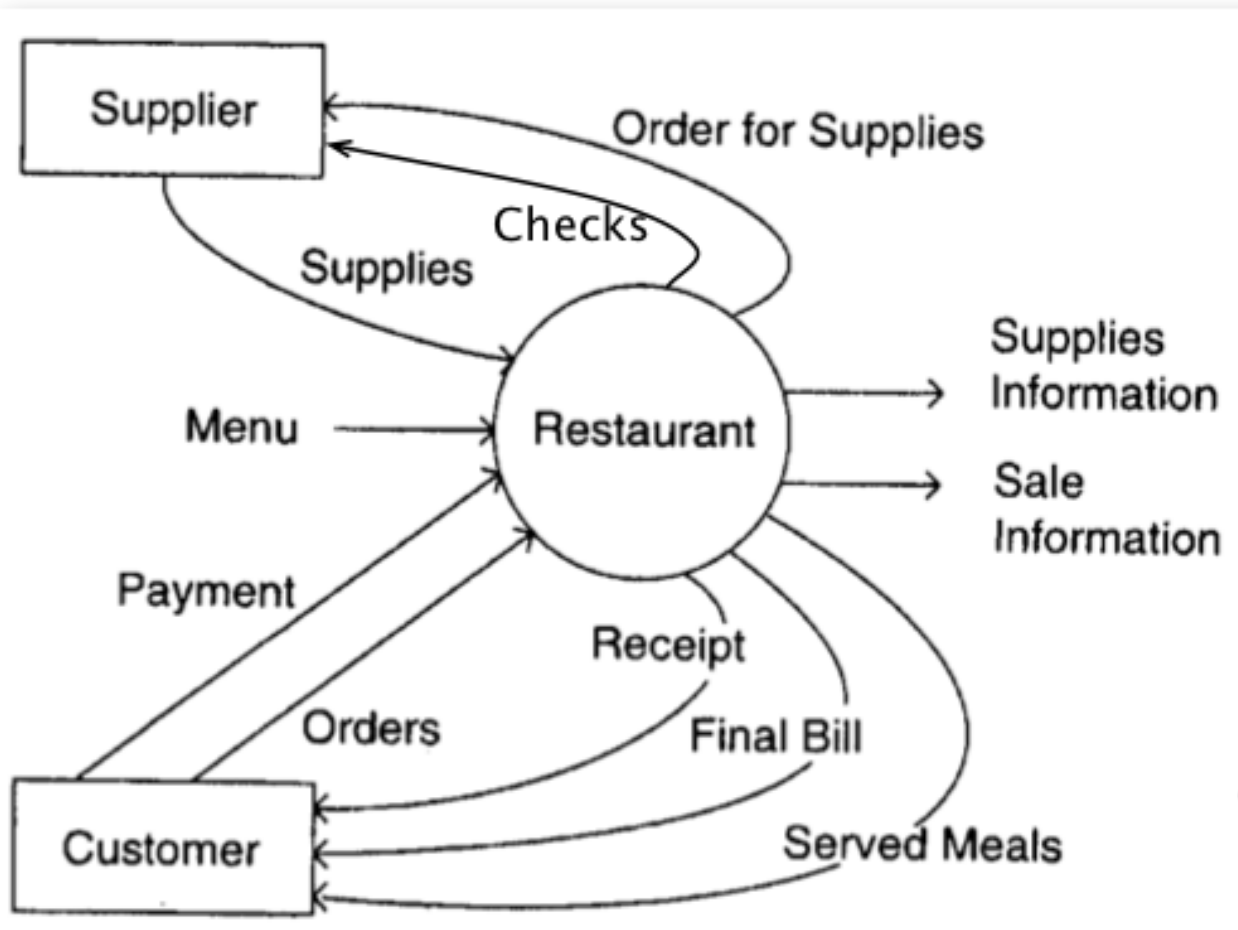 Supplier
Order for Supplies
Checks
Supplies
Supplies
Information
Menu
Restaurant
Sale
Information
Payment
Receipt
Orders
Final Bill
Customer
Served Meals